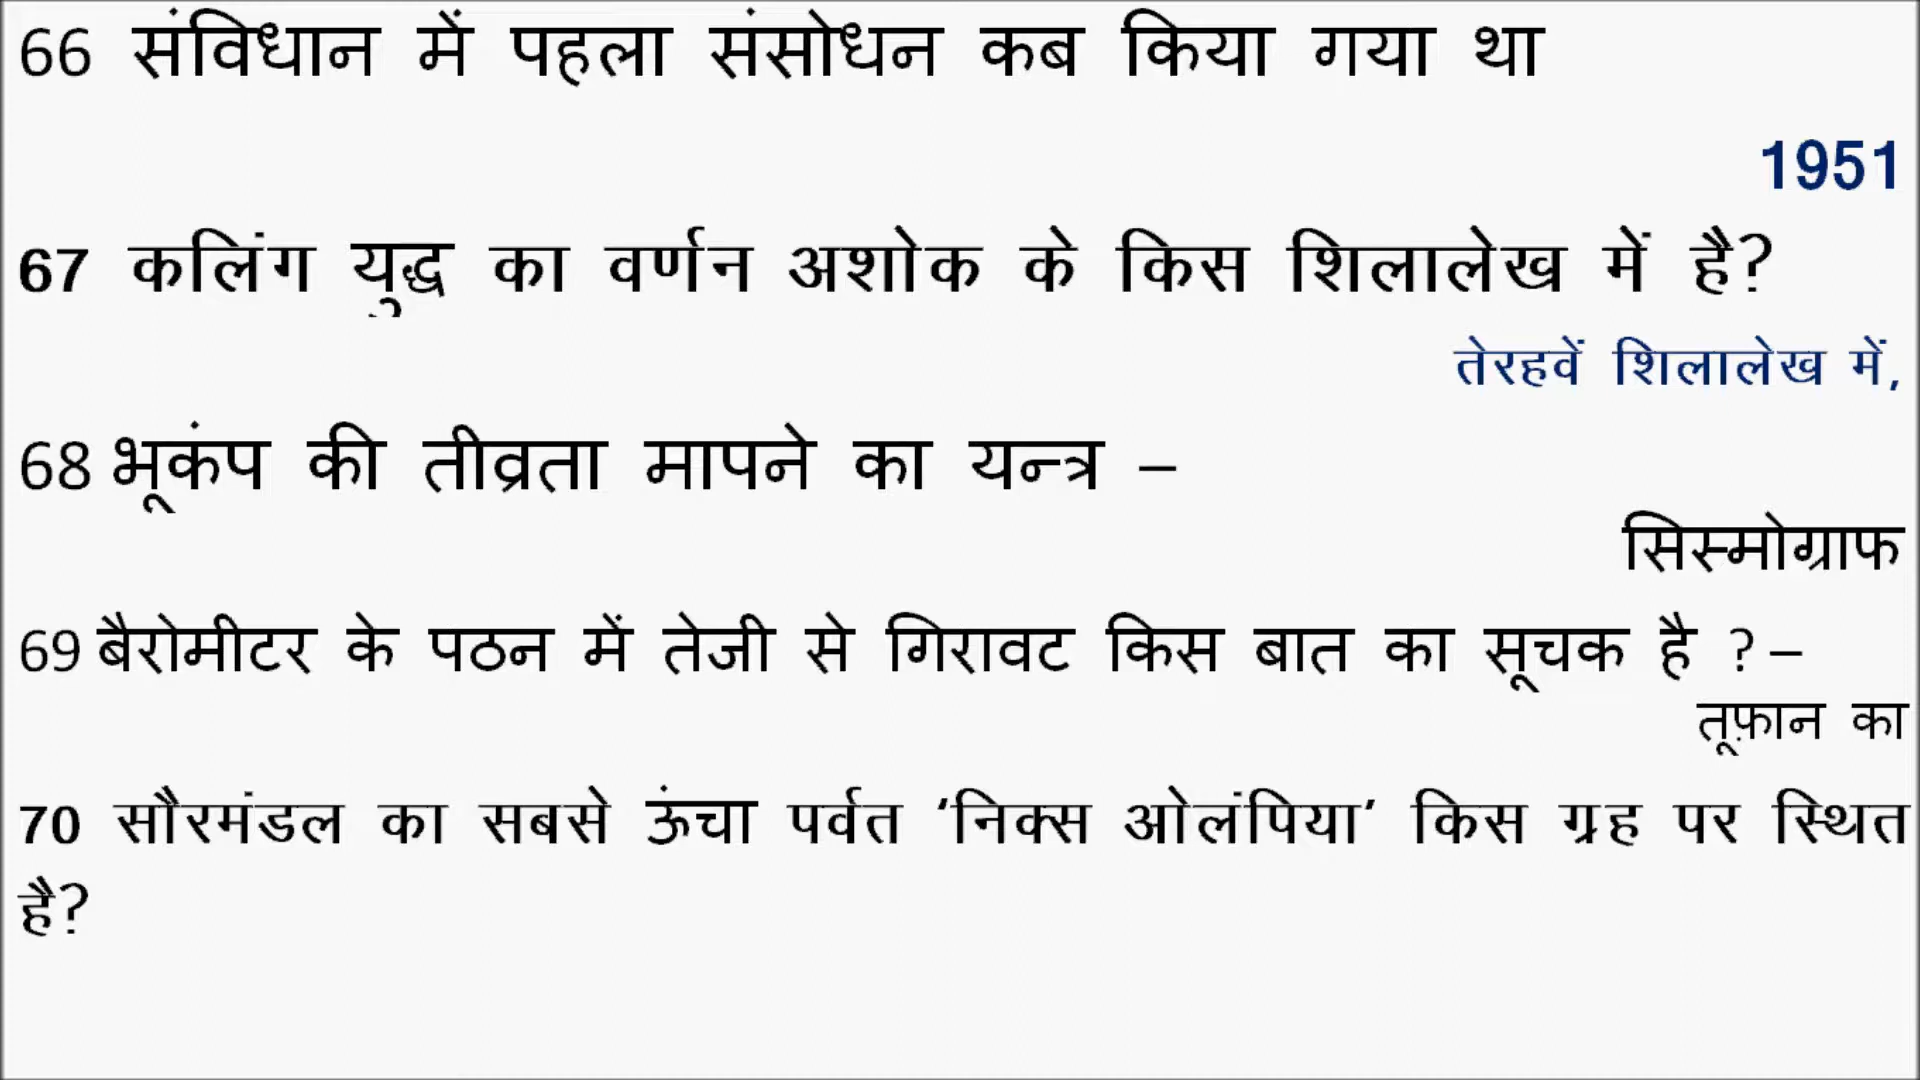 66 संविधान में पहला संसोधन कब किया गया था
1951
67 कलिंग युद्ध का वर्णन अशोक के किस शिलालेख में है?
तेरहवें शिलालेख में,
68 भूकंप की तीव्रता मापने का यन्त्र –
सिस्मोग्राफ
69 बैरोमीटर के पठन में तेजी से गिरावट किस बात का सूचक है ? –
तूफ़ान का
70 सौरमंडल का सबसे ऊंचा पर्वत ‘निक्स ओलंपिया’ किस ग्रह पर स्थित
है?